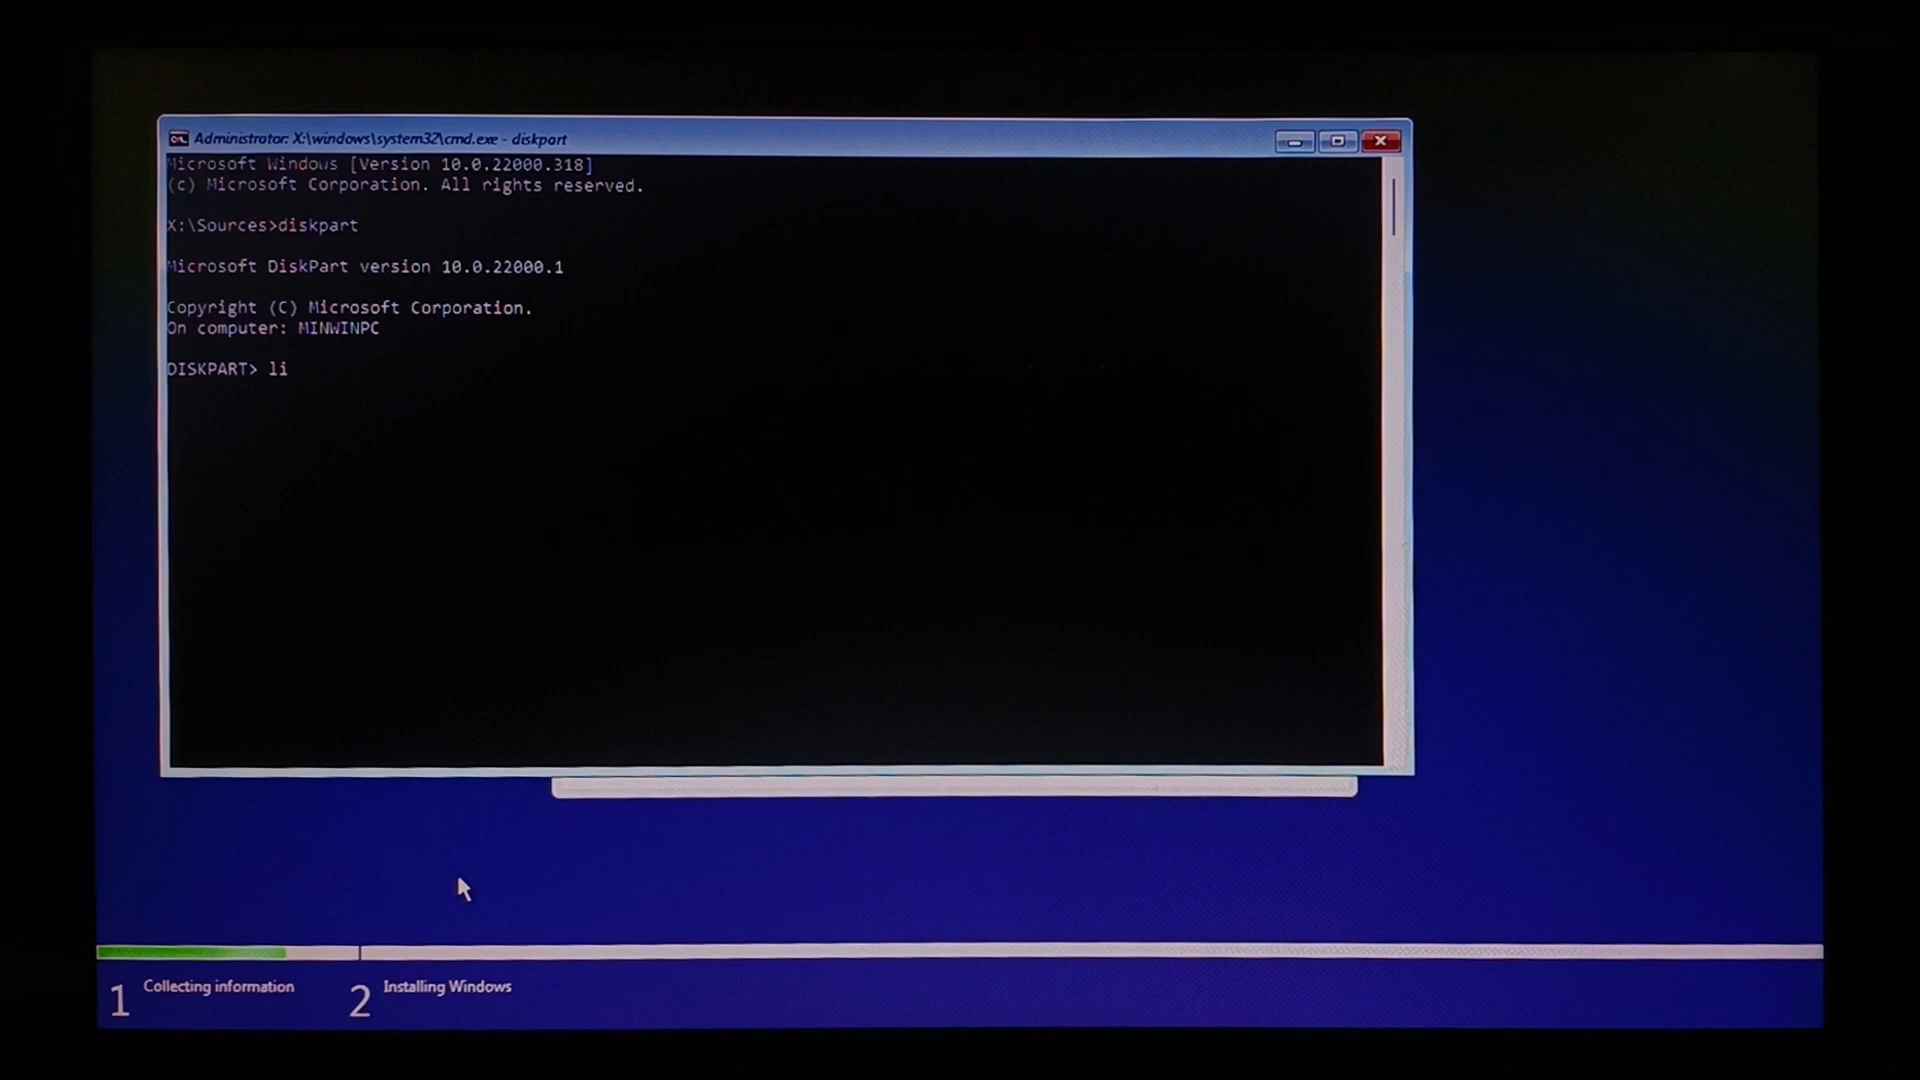 Administrator: X:\windows\system32\cmd.exe - diskpart
Microsoft Windows [Version 10.0.22000.318]
(c) Microsoft Corporation. All rights reserved.
X:\Sources>diskpart
Microsoft DiskPart version 10.0.22000.1
Copyright (C) Microsoft Corporation.
On computer: MINWINPC
DISKPART> li
1 Collecting information
2 Installing Windows